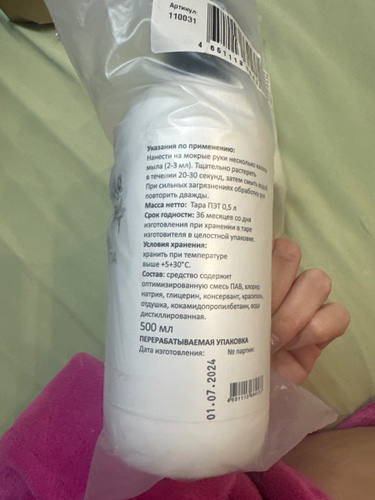 Артикул:
110031
4 651113
Указания по применению:
Нанести на мокрые руки несколько
мыла (2-3 мл). Тщательно растереть
в течении 20-30 секунд, затем смыть
При сильных загрязнениях обработку
повторить дважды.
Масса нетто: Тара ПЭТ 0,5 л
Срок годности: 36 месяцев со дня
изготовления при хранении в таре
изготовителя в целостной упаковке.
Условия хранения:
хранить при температуре
выше +5+30°С.
Состав: средство содержит
оптимизированную смесь ПАВ, хлорид
натрия, глицерин, консервант, краситель,
отдушка, кокамидопропилбетаин, вода
дистиллированная.
500 МЛ
ПЕРЕРАБАТЫВАЕМАЯ УПАКОВКА
Дата изготовления: № партии:
01.07.2024